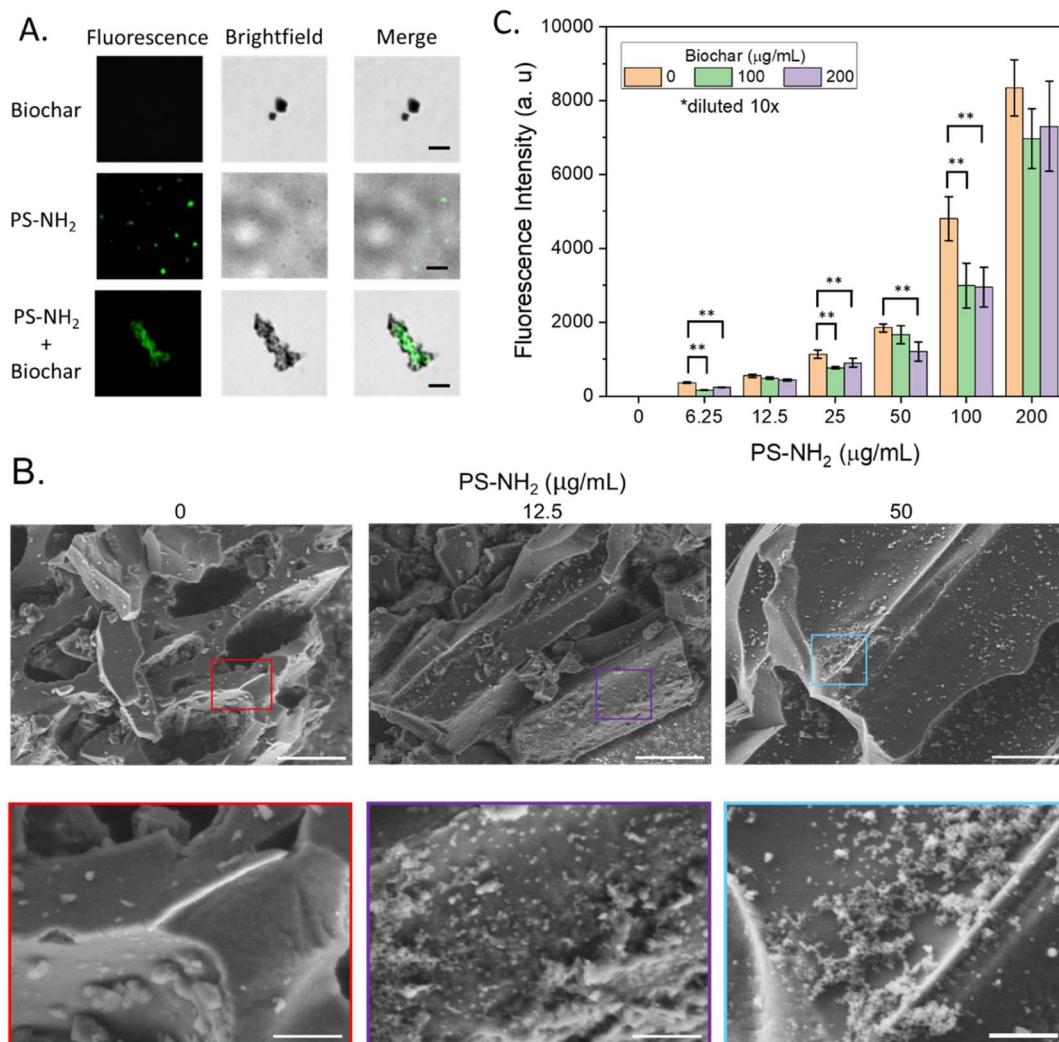 A.
Fluorescence Brightfield Merge
Biochar
PS-NH₂
PS-NH₂
+
Biochar
C.
Fluorescence Intensity (a. u)
10000
8000
6000
4000
2000
0
Biochar (μg/mL)
0 100 200
*diluted 10x
** ** ** ** ** ** **
0 6.25 12.5 25 50 100 200
PS-NH₂ (μg/mL)
B.
PS-NH₂ (μg/mL)
0 12.5 50